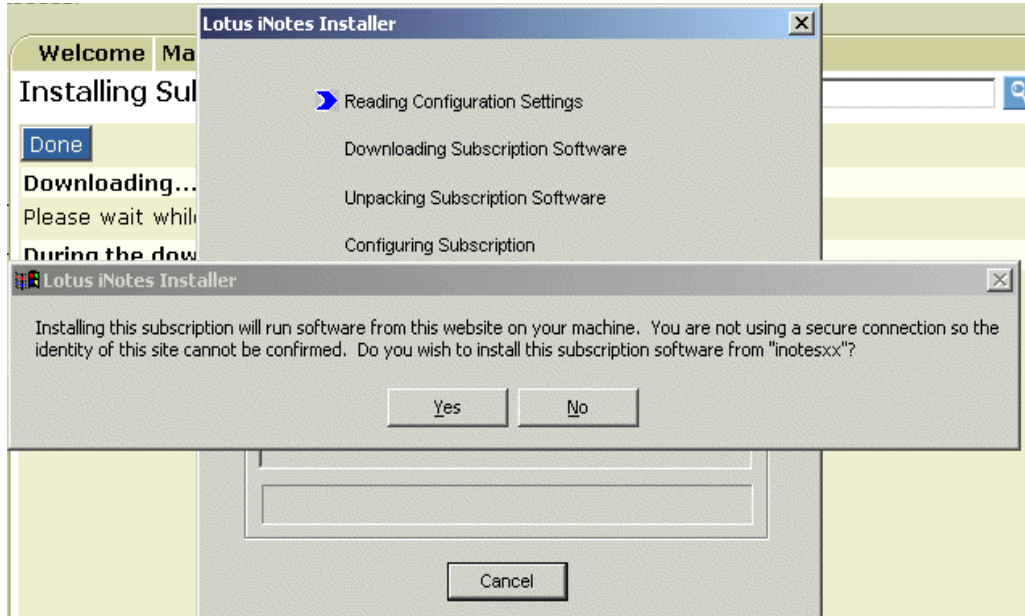 Lotus iNotes Installer
Welcome Ma
Installing Sul
Reading Configuration Settings
Done
Downloading Subscription Software
Downloading...
Unpacking Subscription Software
Please wait whil
Configuring Subscription
During the dow
Lotus iNotes Installer
Installing this subscription will run software from this website on your machine. You are not using a secure connection so the
identity of this site cannot be confirmed. Do you wish to install this subscription software from "inotesxx"?
Yes No
Cancel